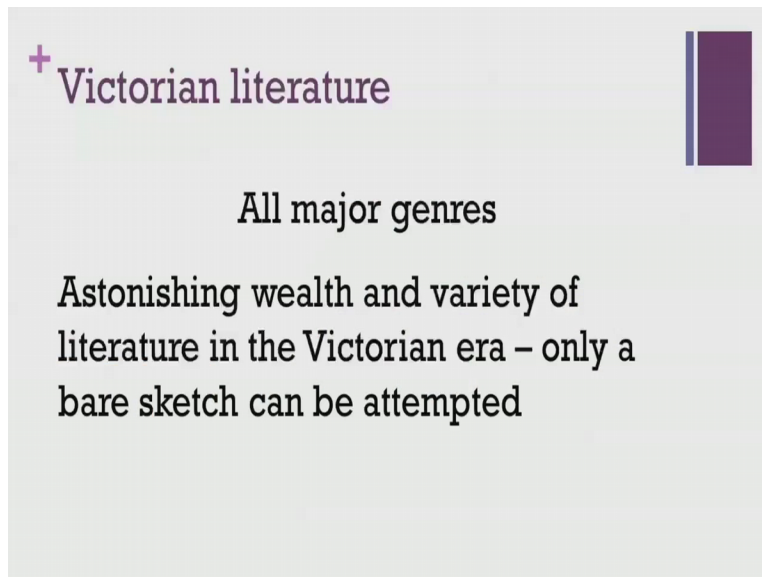 +
Victorian literature
All major genres
Astonishing wealth and variety of
literature in the Victorian era – only a
bare sketch can be attempted